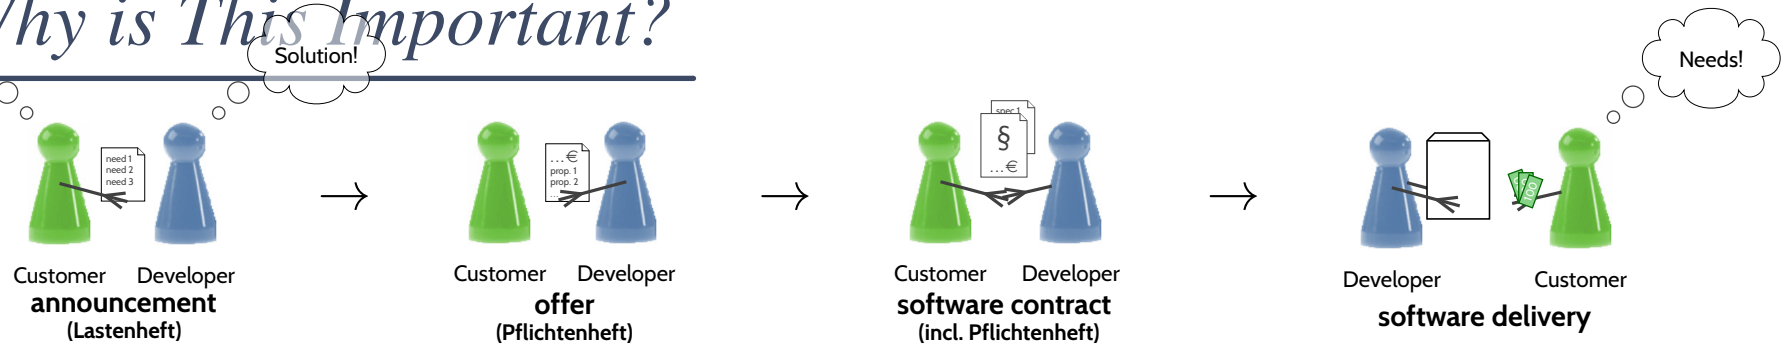 Why is This Important?
Solution!
Needs!
need 1
need 2
need 3
...€
prop. 1
prop. 2
...
spec 1
§
...€
100
Customer Developer
announcement
(Lastenheft)
Customer Developer
offer
(Pflichtenheft)
Customer Developer
software contract
(incl. Pflichtenheft)
Developer Customer
software delivery